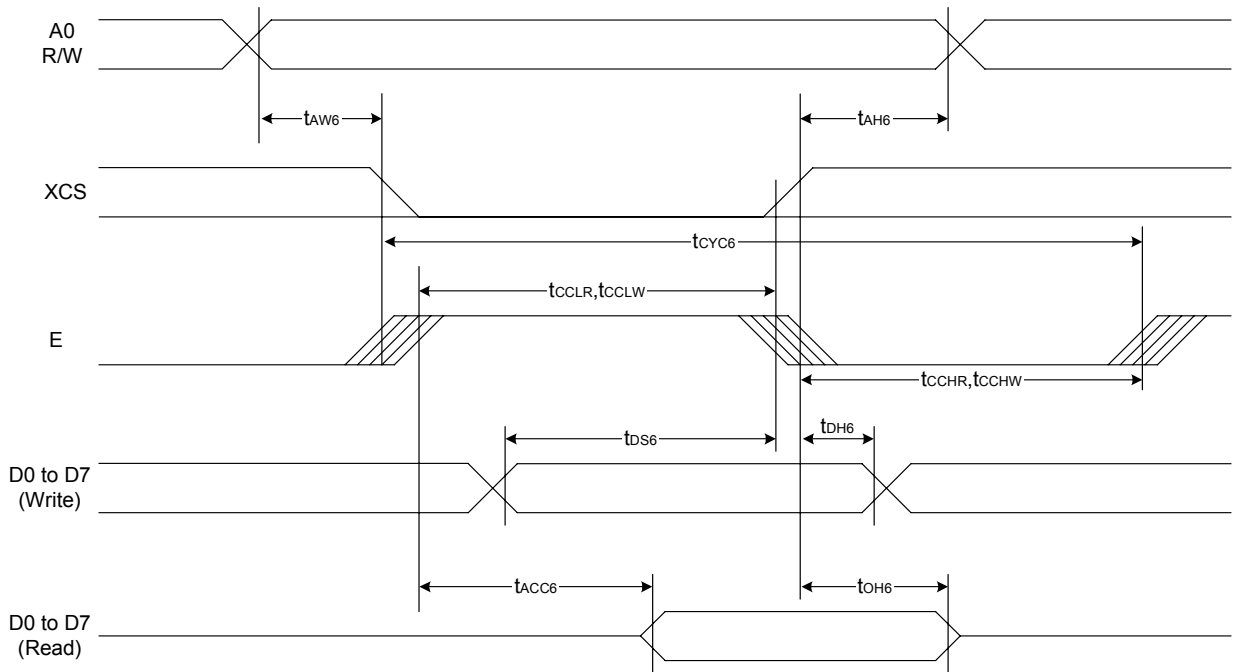 A0
R/W
tAW6
tAH6
XCS
tCYC6
tCCLR,tCCLW
E
tCCHR,tCCHW
tDS6
tDH6
D0 to D7
(Write)
tACC6
tOH6
D0 to D7
(Read)